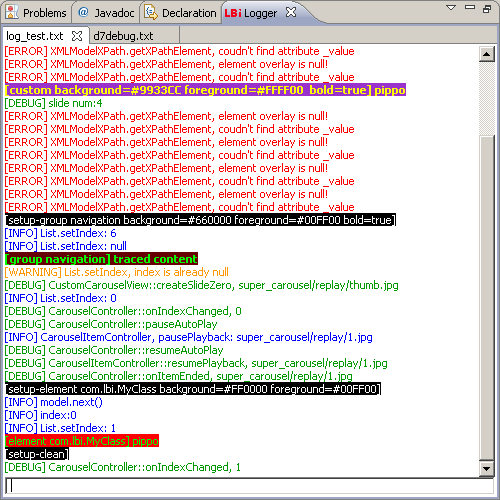 Problems @ Javadoc Declaration LBi Logger
log_test.txt d7debug.txt
[ERROR] XMLModelXPath.getXPathElement, coudn't find attribute _value
[ERROR] XMLModelXPath.getXPathElement, element overlay is null!
[ERROR] XMLModelXPath.getXPathElement, coudn't find attribute _value
[custom background=#9933CC foreground=#FFFF00 bold=true] pippo
[DEBUG] slide num:4
[ERROR] XMLModelXPath.getXPathElement, element overlay is null!
[ERROR] XMLModelXPath.getXPathElement, coudn't find attribute _value
[ERROR] XMLModelXPath.getXPathElement, element overlay is null!
[ERROR] XMLModelXPath.getXPathElement, coudn't find attribute _value
[ERROR] XMLModelXPath.getXPathElement, element overlay is null!
[ERROR] XMLModelXPath.getXPathElement, coudn't find attribute _value
[ERROR] XMLModelXPath.getXPathElement, element overlay is null!
[ERROR] XMLModelXPath.getXPathElement, coudn't find attribute _value
[setup-group navigation background=#660000 foreground=#00FF00 bold=true]
[INFO] List.setIndex: 6
[INFO] List.setIndex: null
[group navigation] traced content
[WARNING] List.setIndex, index is already null
[DEBUG] CustomCarouselView::createSlideZero, super_carousel/replay/thumb.jpg
[INFO] List.setIndex: 0
[DEBUG] CarouselController::onIndexChanged, 0
[DEBUG] CarouselController::pauseAutoPlay
[INFO] CarouselItemController, pausePlayback: super_carousel/replay/1.jpg
[DEBUG] CarouselController::resumeAutoPlay
[DEBUG] CarouselItemController::resumePlayback, super_carousel/replay/1.jpg
[DEBUG] CarouselController::onItemEnded, super_carousel/replay/1.jpg
[setup-element com.lbi.MyClass background=#FF0000 foreground=#00FF00]
[INFO] model.next()
[INFO] index:0
[INFO] List.setIndex: 1
[element com.lbi.MyClass] pippo
[setup-clean]
[DEBUG] CarouselController::onIndexChanged, 1
[